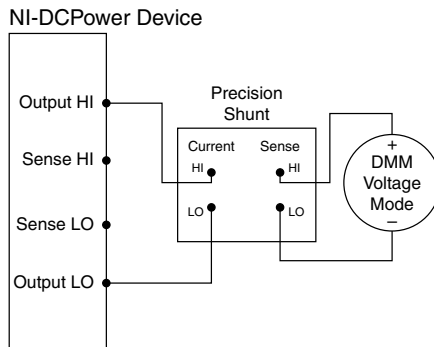 NI-DCPower Device
Output HI
Sense HI
Sense LO
Output LO
Precision
Shunt
Current Sense
HI HI
LO LO
+
DMM
Voltage
Mode
–